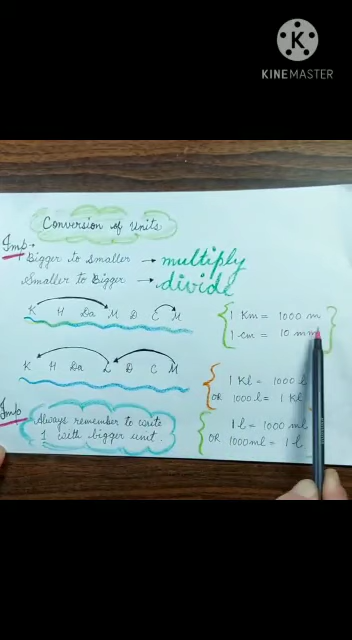 K
KINEMASTER
Conversion of Units
Imp→
Bigger to Smaller → multiply
Smaller to Bigger → divide
K H Da M D C M
1 Km = 1000 m
1 cm = 10 mm
K H Da L D C M
1 Kl = 1000 l
OR 1000 l = 1 Kl
Imp
Always remember to write
1 with bigger unit.
1 l = 1000 ml
OR 1000 ml = 1 l